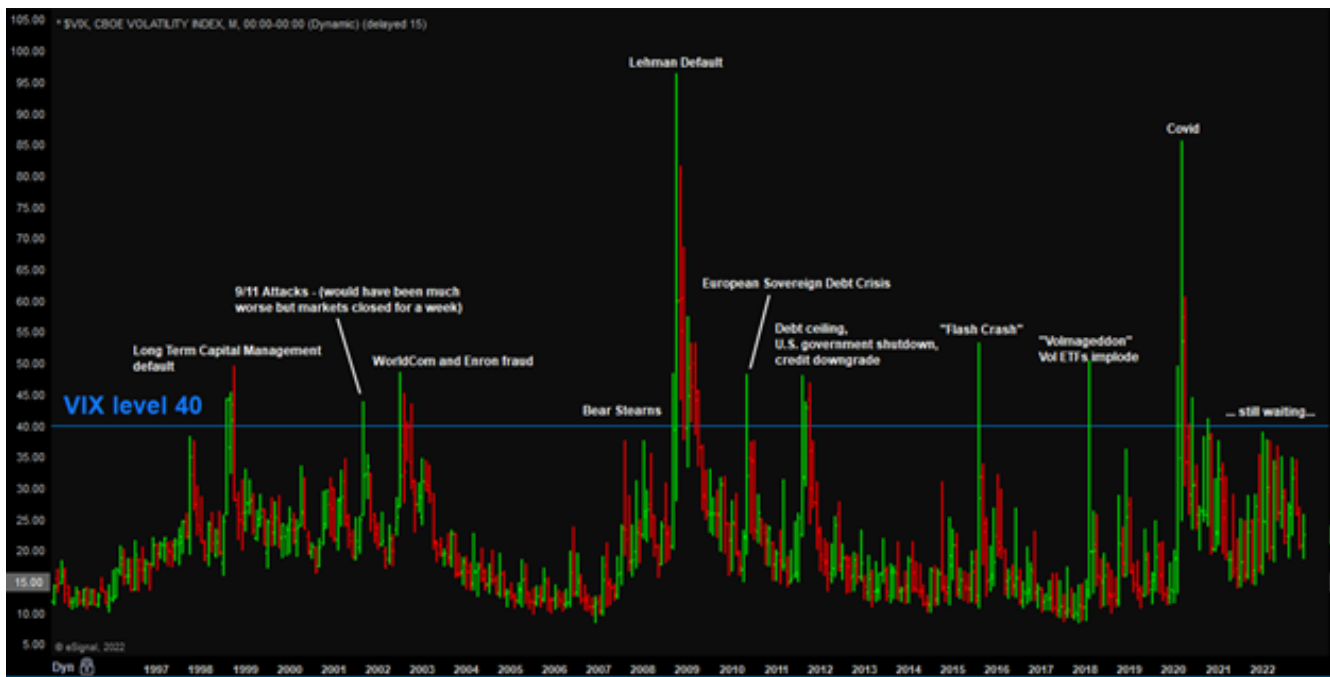 * $VIX, CBOE VOLATILITY INDEX, M, 00:00-00:00 (Dynamic) (delayed 15)
105.00
100.00
95.00
90.00
85.00
80.00
75.00
70.00
65.00
60.00
55.00
50.00
45.00
40.00
35.00
30.00
25.00
20.00
15.00
10.00
5.00
Lehman Default
Covid
9/11 Attacks - (would have been much
worse but markets closed for a week)
European Sovereign Debt Crisis
Long Term Capital Management
default
WorldCom and Enron fraud
Debt ceiling,
U.S. government shutdown,
credit downgrade
"Flash Crash"
"Volmageddon"
Vol ETFs implode
VIX level 40
Bear Stearns
... still waiting...
© eSignal, 2022
Dyn
1997 1998 1999 2000 2001 2002 2003 2004 2005 2006 2007 2008 2009 2010 2011 2012 2013 2014 2015 2016 2017 2018 2019 2020 2021 2022